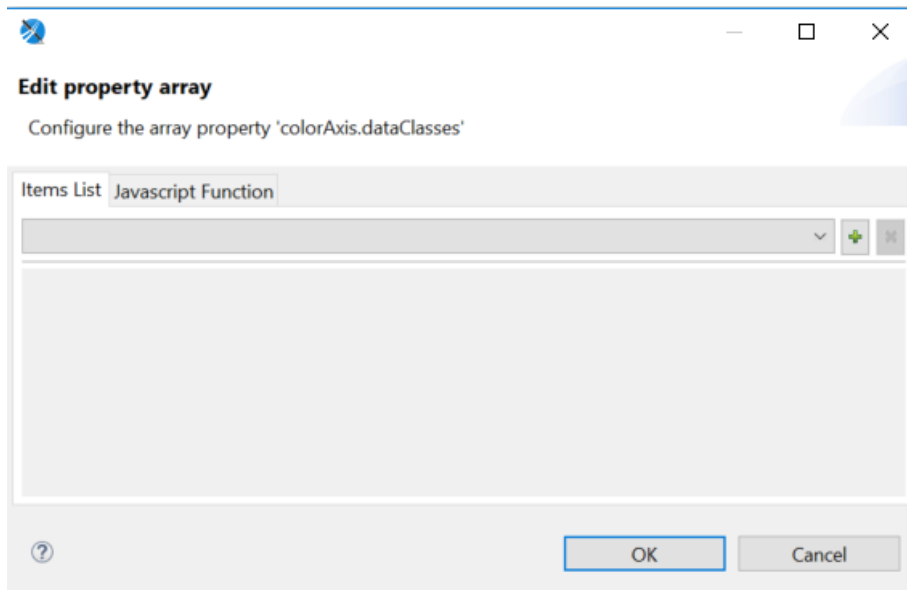 Edit property array
Configure the array property 'colorAxis.dataClasses'
Items List Javascript Function
OK Cancel